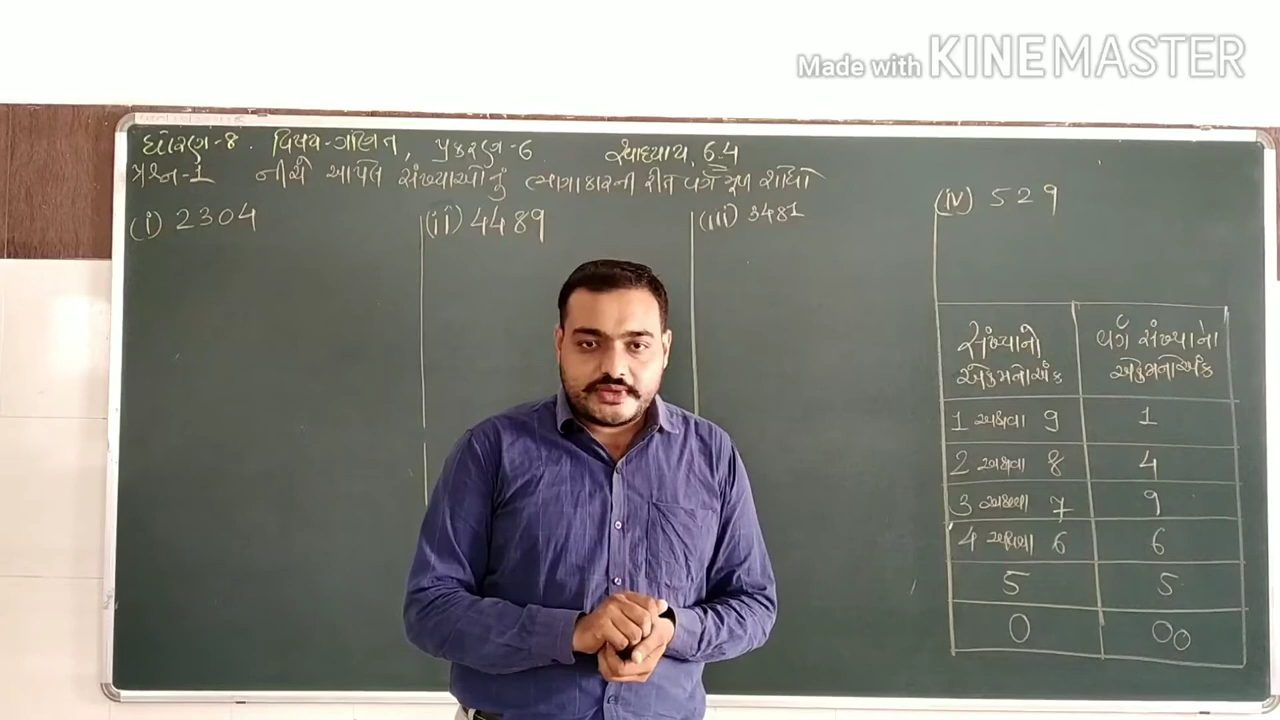 Made with KINEMASTER
ધોરણ-8. વિષય-ગણિત, પ્રકરણ-6 સ્વાધ્યાય, 6.4
પ્રશ્ન-1 નીચે આપેલ સંખ્યાઓનું ભાગાકારની રીતે વર્ગમૂળ શોધો
(i) 2304 (ii) 4489 (iii) 3481 (iv) 529
સંખ્યાનો એકમનો અંક વર્ગ સંખ્યાનો એકમનો અંક
1 અથવા 9 1
2 અથવા 8 4
3 અથવા 7 9
4 અથવા 6 6
5 5
0 00